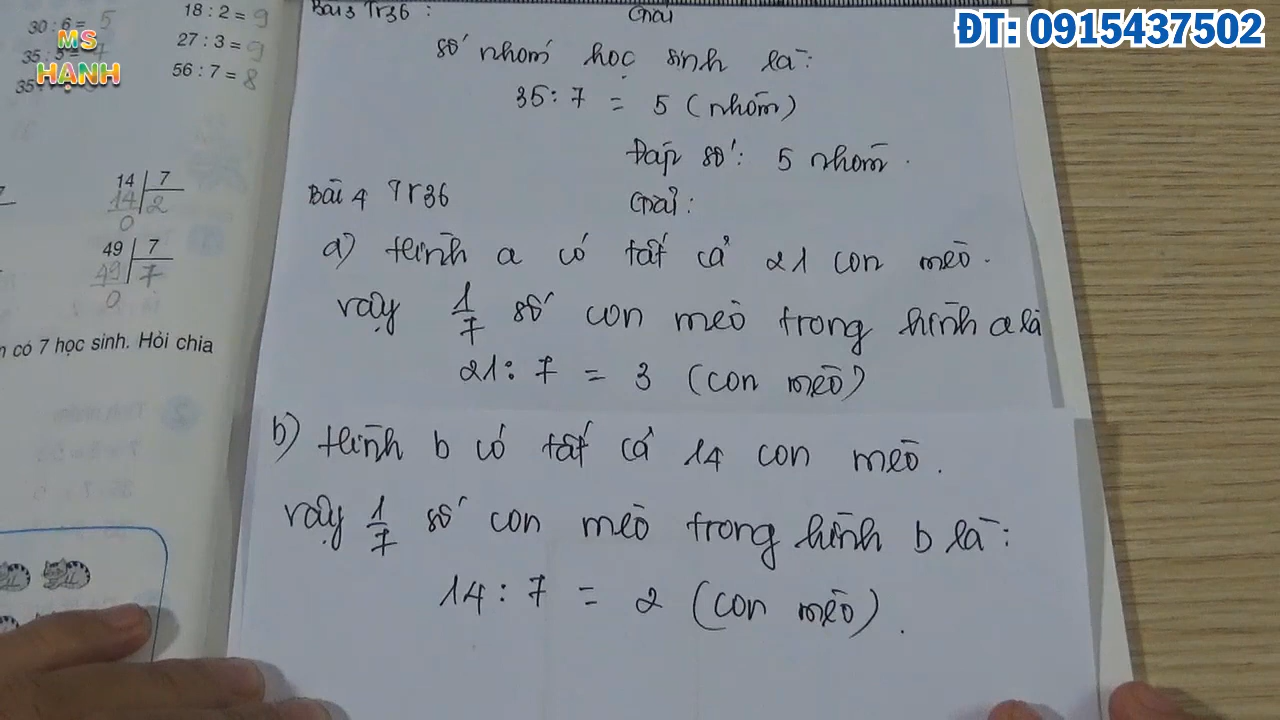 ĐT: 0915437502
MS
HẠNH
30 : 6 = 5
18 : 2 = 9
27 : 3 = 9
56 : 7 = 8
14 7
14 2
0
49 7
49 7
0
có 7 học sinh. Hỏi chia
Bài 3 Tr36 :
Giải
Số nhóm học sinh là:
35 : 7 = 5 (nhóm)
Đáp số: 5 nhóm.
Bài 4 Tr36
Giải:
a) Hình a có tất cả 21 con mèo.
Vậy 1/7 số con mèo trong hình a là
21 : 7 = 3 (con mèo)
b) Hình b có tất cả 14 con mèo.
Vậy 1/7 số con mèo trong hình b là:
14 : 7 = 2 (con mèo).